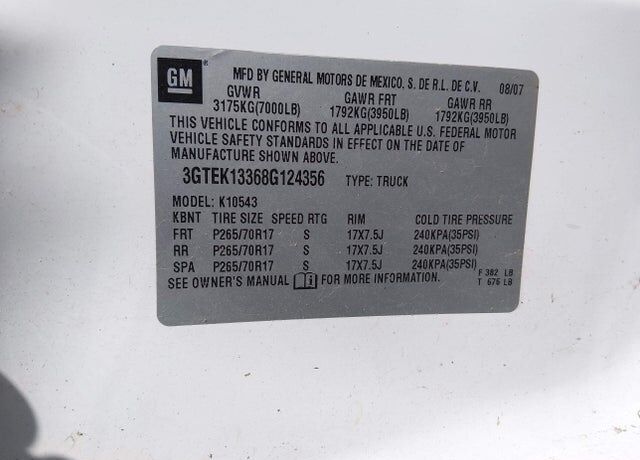 GM MFD BY GENERAL MOTORS DE MEXICO, S. DE R.L. DE C.V. 08/07
GVWR GAWR FRT GAWR RR
3175KG(7000LB) 1792KG(3950LB) 1792KG(3950LB)
THIS VEHICLE CONFORMS TO ALL APPLICABLE U.S. FEDERAL MOTOR
VEHICLE SAFETY STANDARDS IN EFFECT ON THE DATE OF
MANUFACTURE SHOWN ABOVE.
3GTEK13368G124356 TYPE: TRUCK
MODEL: K10543
KBNT TIRE SIZE SPEED RTG RIM COLD TIRE PRESSURE
FRT P265/70R17 S 17X7.5J 240KPA(35PSI)
RR P265/70R17 S 17X7.5J 240KPA(35PSI)
SPA P265/70R17 S 17X7.5J 240KPA(35PSI)
SEE OWNER'S MANUAL FOR MORE INFORMATION.
F 382 LB
T 676 LB